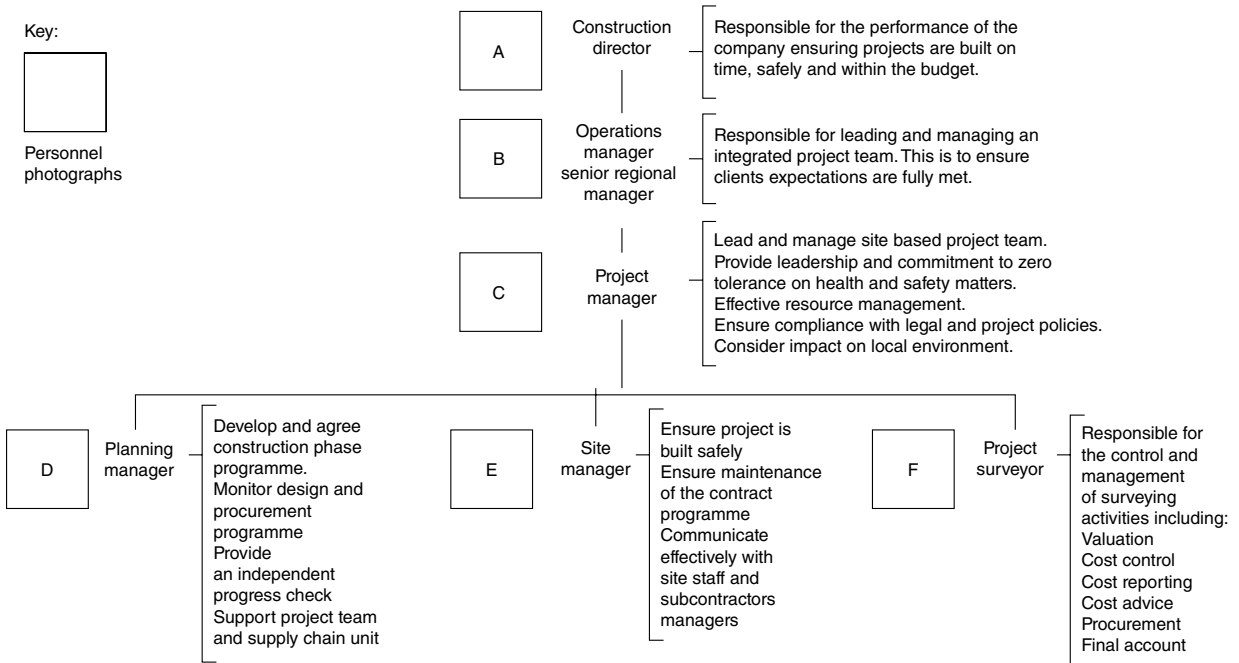 Key:
Personnel
photographs
A
Construction
director
Responsible for the performance of the
company ensuring projects are built on
time, safely and within the budget.
B
Operations
manager
senior regional
manager
Responsible for leading and managing an
integrated project team. This is to ensure
clients expectations are fully met.
C
Project
manager
Lead and manage site based project team.
Provide leadership and commitment to zero
tolerance on health and safety matters.
Effective resource management.
Ensure compliance with legal and project policies.
Consider impact on local environment.
D
Planning
manager
Develop and agree
construction phase
programme.
Monitor design and
procurement
programme
Provide
an independent
progress check
Support project team
and supply chain unit
E
Site
manager
Ensure project is
built safely
Ensure maintenance
of the contract
programme
Communicate
effectively with
site staff and
subcontractors
managers
F
Project
surveyor
Responsible for
the control and
management
of surveying
activities including:
Valuation
Cost control
Cost reporting
Cost advice
Procurement
Final account